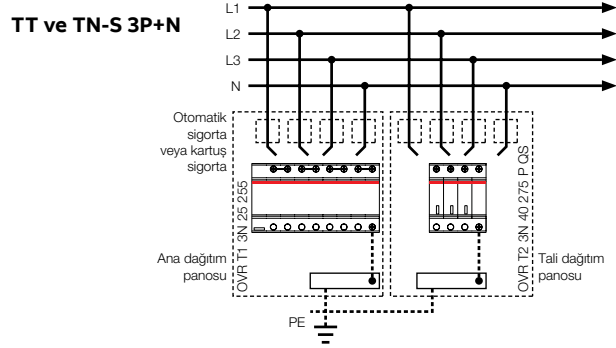 TT ve TN-S 3P+N
L1
L2
L3
N
Otomatik
sigorta
veya kartuş
sigorta
OVR T1 3N 25 255
OVR T2 3N 40 275 P QS
Ana dağıtım
panosu
Tali dağıtım
panosu
PE